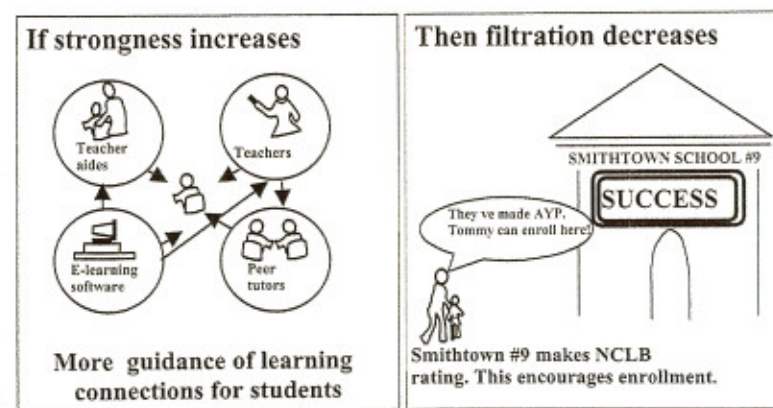 If strongness increases
Teacher
aides
Teachers
E-learning
software
Peer
tutors
More guidance of learning
connections for students
Then filtration decreases
SMITHTOWN SCHOOL #9
SUCCESS
They ve made AYP.
Tommy can enroll here!
Smithtown #9 makes NCLB
rating. This encourages enrollment.